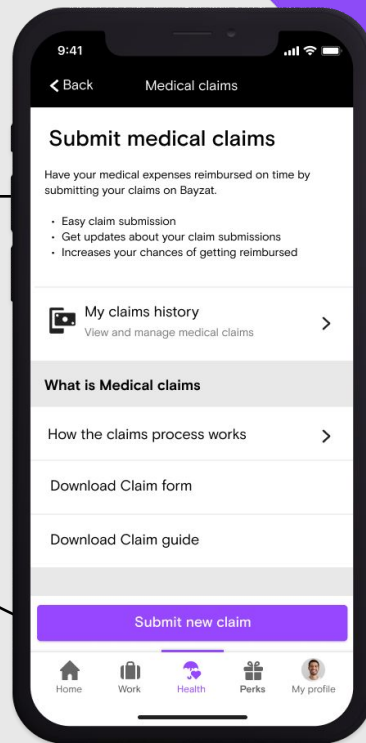 9:41
Back
Medical claims
Submit medical claims
Have your medical expenses reimbursed on time by
submitting your claims on Bayzat.
• Easy claim submission
• Get updates about your claim submissions
• Increases your chances of getting reimbursed
My claims history
View and manage medical claims
What is Medical claims
How the claims process works
Download Claim form
Download Claim guide
Submit new claim
Home
Work
Health
Perks
My profile